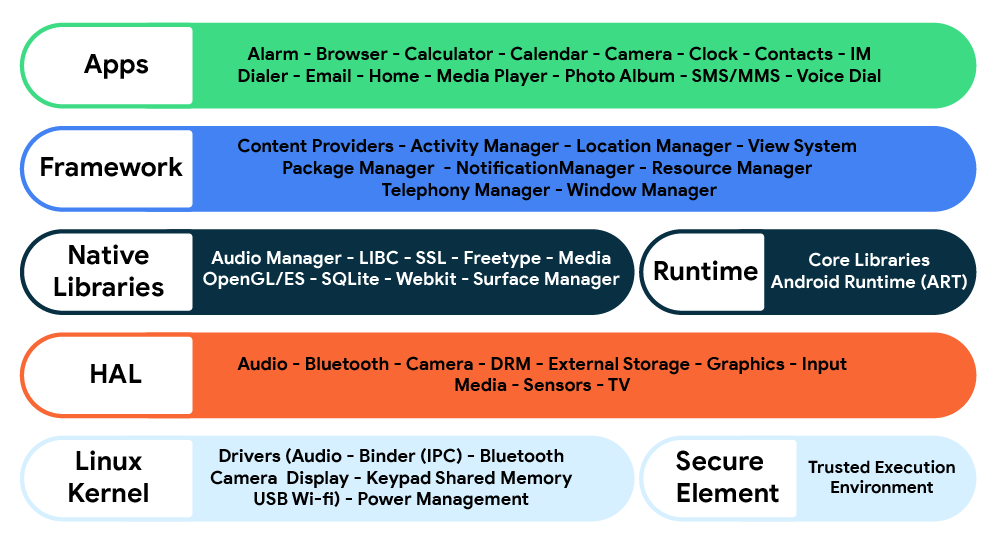 Apps
Alarm - Browser - Calculator - Calendar - Camera - Clock - Contacts - IM
Dialer - Email - Home - Media Player - Photo Album - SMS/MMS - Voice Dial
Framework
Content Providers - Activity Manager - Location Manager - View System
Package Manager - NotificationManager - Resource Manager
Telephony Manager - Window Manager
Native
Libraries
Audio Manager - LIBC - SSL - Freetype - Media
OpenGL/ES - SQLite - Webkit - Surface Manager
Runtime
Core Libraries
Android Runtime (ART)
HAL
Audio - Bluetooth - Camera - DRM - External Storage - Graphics - Input
Media - Sensors - TV
Linux
Kernel
Drivers (Audio - Binder (IPC) - Bluetooth
Camera Display - Keypad Shared Memory
USB Wi-fi) - Power Management
Secure
Element
Trusted Execution
Environment